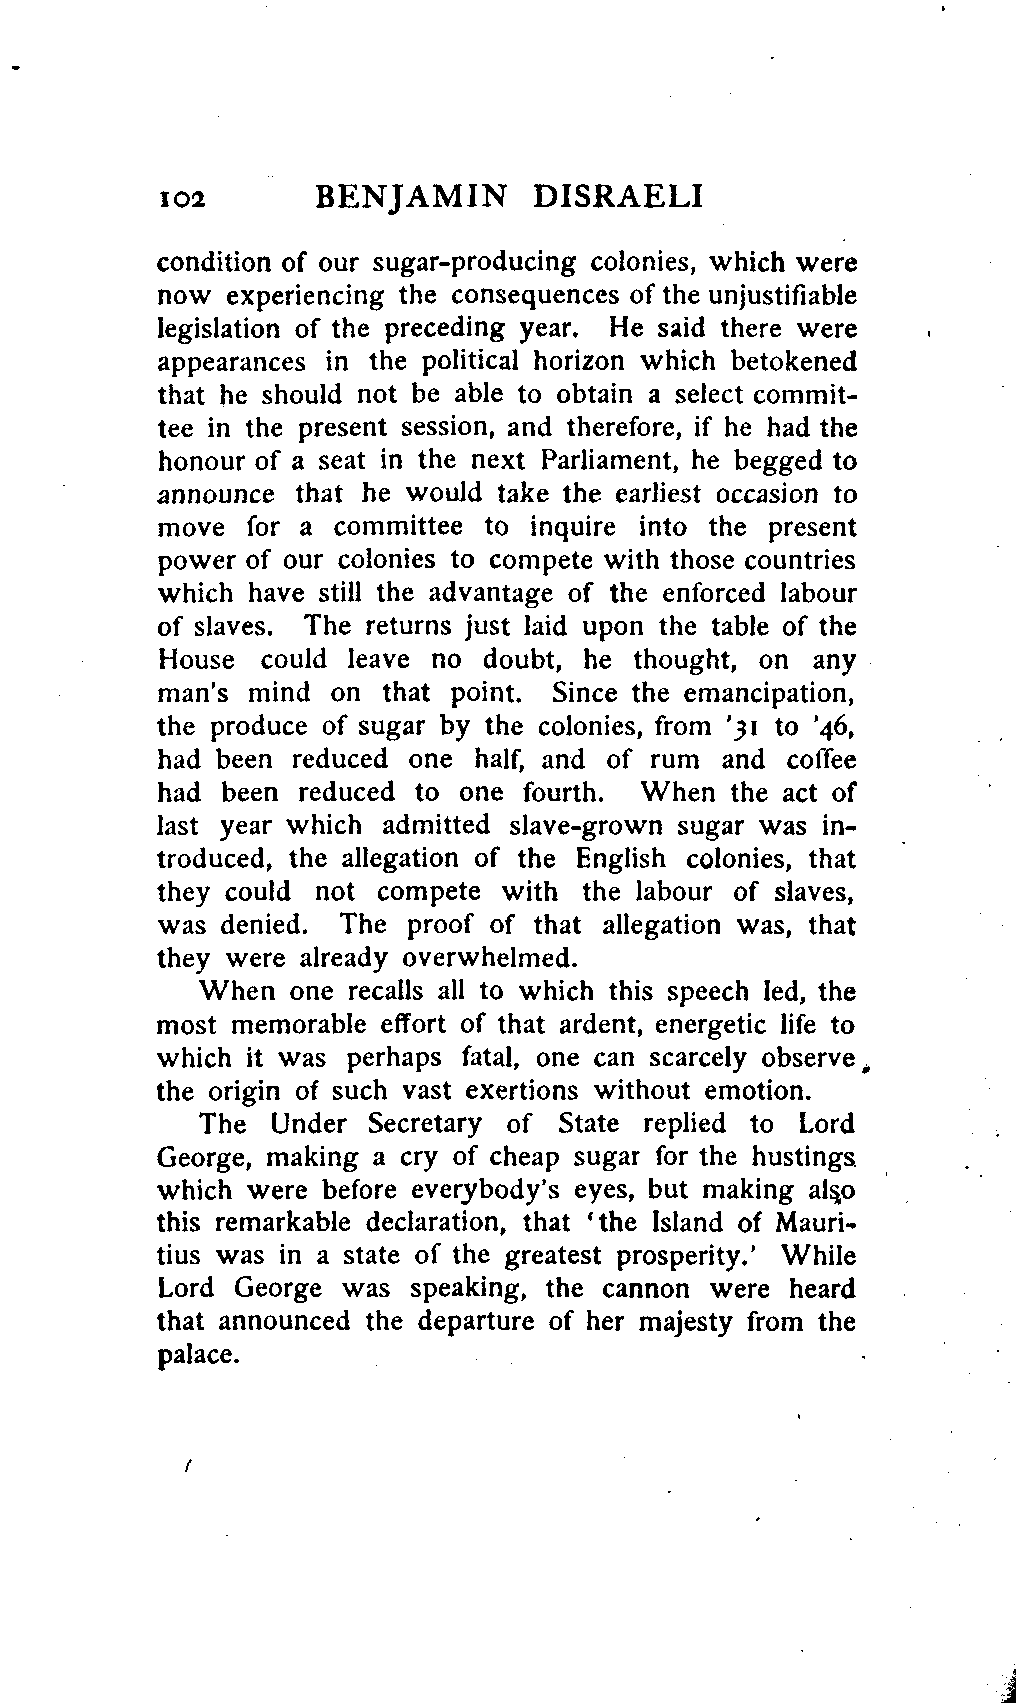 102 BENJAMIN DISRAELI
condition of our sugar-producing colonies, which were
now experiencing the consequences of the unjustifiable
legislation of the preceding year. He said there were
appearances in the political horizon which betokened
that he should not be able to obtain a select commit-
tee in the present session, and therefore, if he had the
honour of a seat in the next Parliament, he begged to
announce that he would take the earliest occasion to
move for a committee to inquire into the present
power of our colonies to compete with those countries
which have still the advantage of the enforced labour
of slaves. The returns just laid upon the table of the
House could leave no doubt, he thought, on any
man's mind on that point. Since the emancipation,
the produce of sugar by the colonies, from '31 to '46,
had been reduced one half, and of rum and coffee
had been reduced to one fourth. When the act of
last year which admitted slave-grown sugar was in-
troduced, the allegation of the English colonies, that
they could not compete with the labour of slaves,
was denied. The proof of that allegation was, that
they were already overwhelmed.
When one recalls all to which this speech led, the
most memorable effort of that ardent, energetic life to
which it was perhaps fatal, one can scarcely observe
the origin of such vast exertions without emotion.
The Under Secretary of State replied to Lord
George, making a cry of cheap sugar for the hustings
which were before everybody's eyes, but making also
this remarkable declaration, that 'the Island of Mauri-
tius was in a state of the greatest prosperity.' While
Lord George was speaking, the cannon were heard
that announced the departure of her majesty from the
palace.